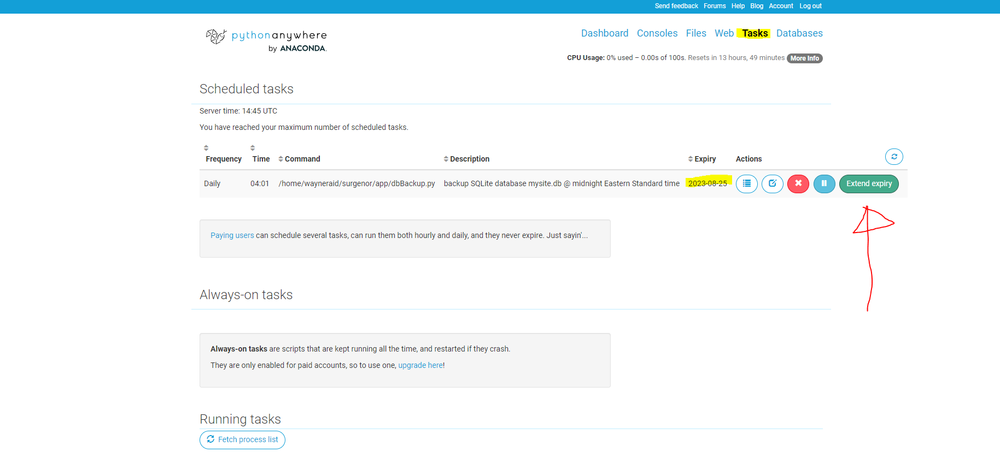 Send feedback Forums Help Blog Account Log out
pythonanywhere
by ANACONDA.
Dashboard Consoles Files Web Tasks Databases
CPU Usage: 0% used – 0.00s of 100s. Resets in 13 hours, 49 minutes More Info
Scheduled tasks
Server time: 14:45 UTC
You have reached your maximum number of scheduled tasks.
Frequency Time Command Description Expiry Actions
Daily 04:01 /home/wayneraid/surgenor/app/dbBackup.py backup SQLite database mysite.db @ midnight Eastern Standard time 2023-08-25 Extend expiry
Paying users can schedule several tasks, can run them both hourly and daily, and they never expire. Just sayin'...
Always-on tasks
Always-on tasks are scripts that are kept running all the time, and restarted if they crash.
They are only enabled for paid accounts, so to use one, upgrade here!
Running tasks
Fetch process list